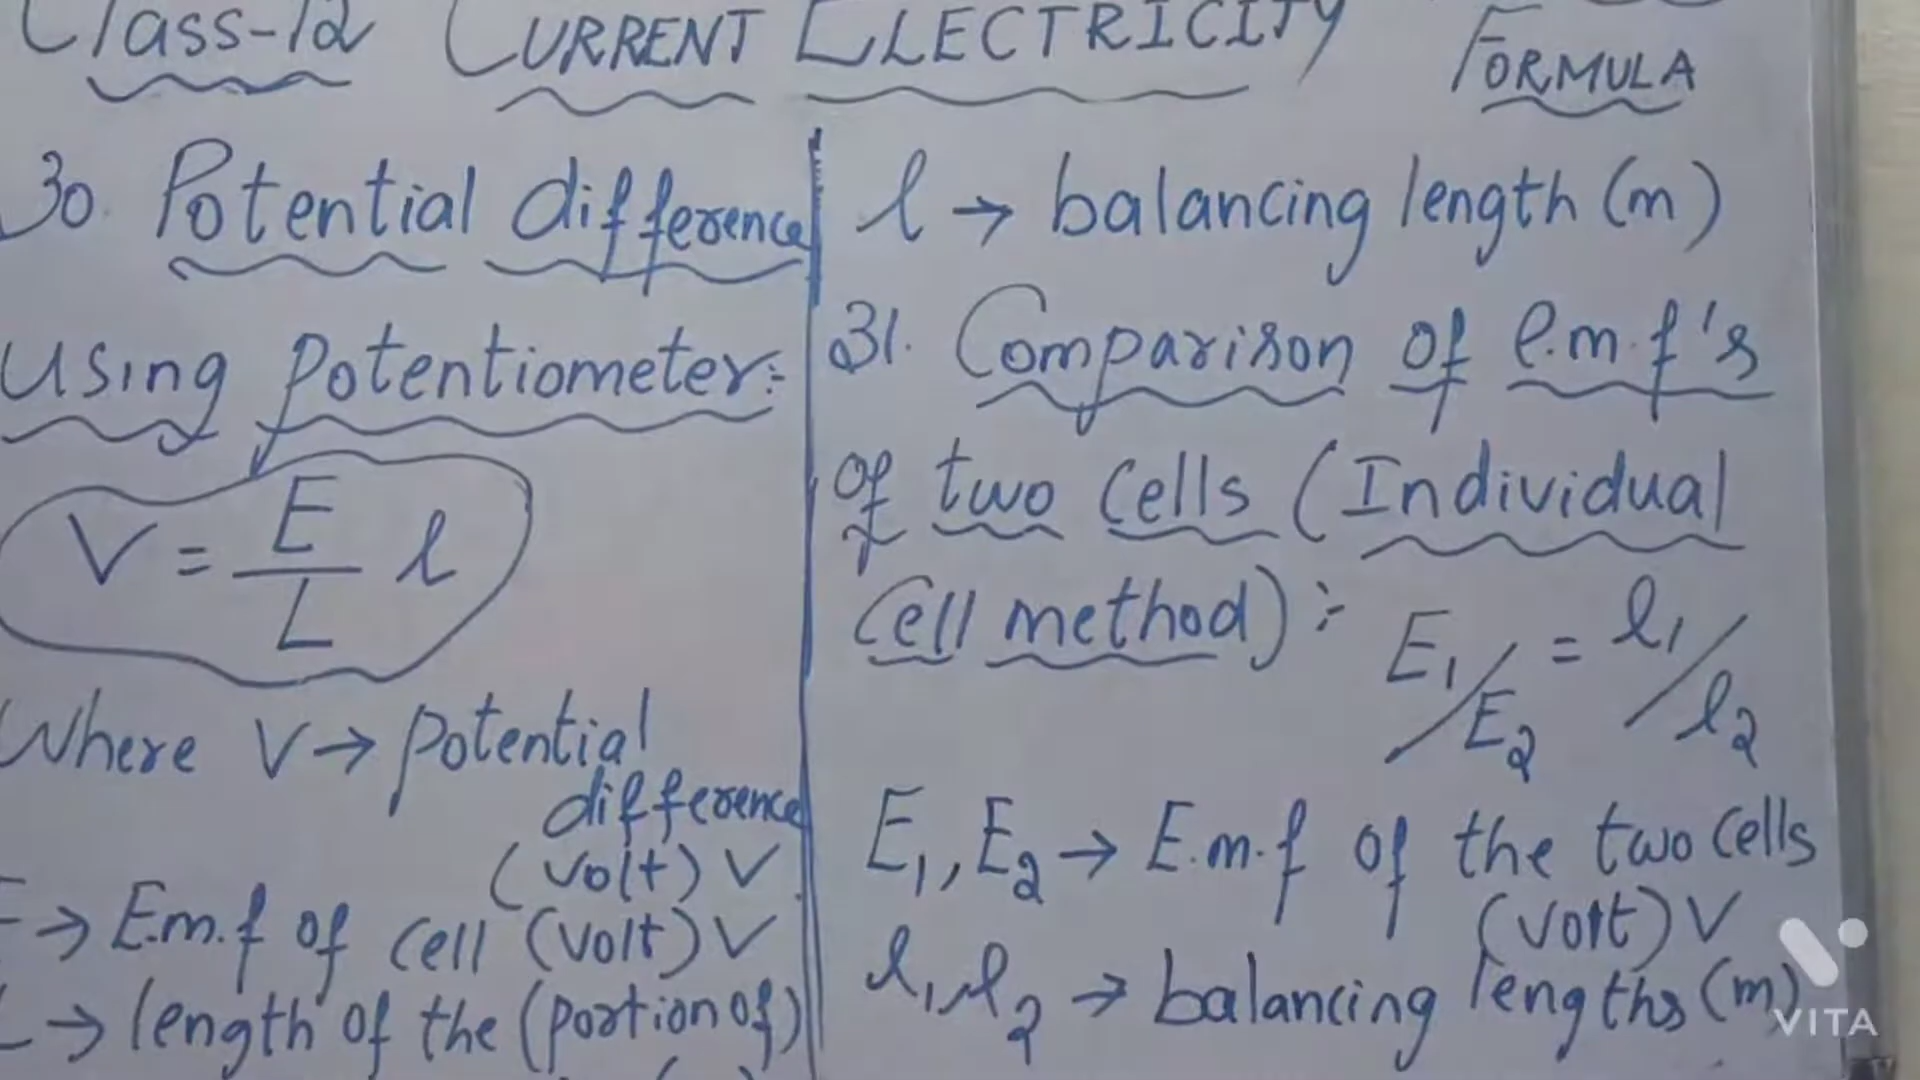 Class-12 CURRENT ELECTRICITY FORMULA
30. Potential difference
Using potentiometer:-
V = E/L l
Where V → potential
difference
(volt) V
E → E.m.f of cell (volt) V
L → length of the (portion of)
l → balancing length (m)
31. Comparison of e.m.f's
of two cells (Individual
cell method) :- E₁/E₂ = l₁/l₂
E₁, E₂ → E.m.f of the two cells
(volt) V
l₁, l₂ → balancing lengths (m)
VITA